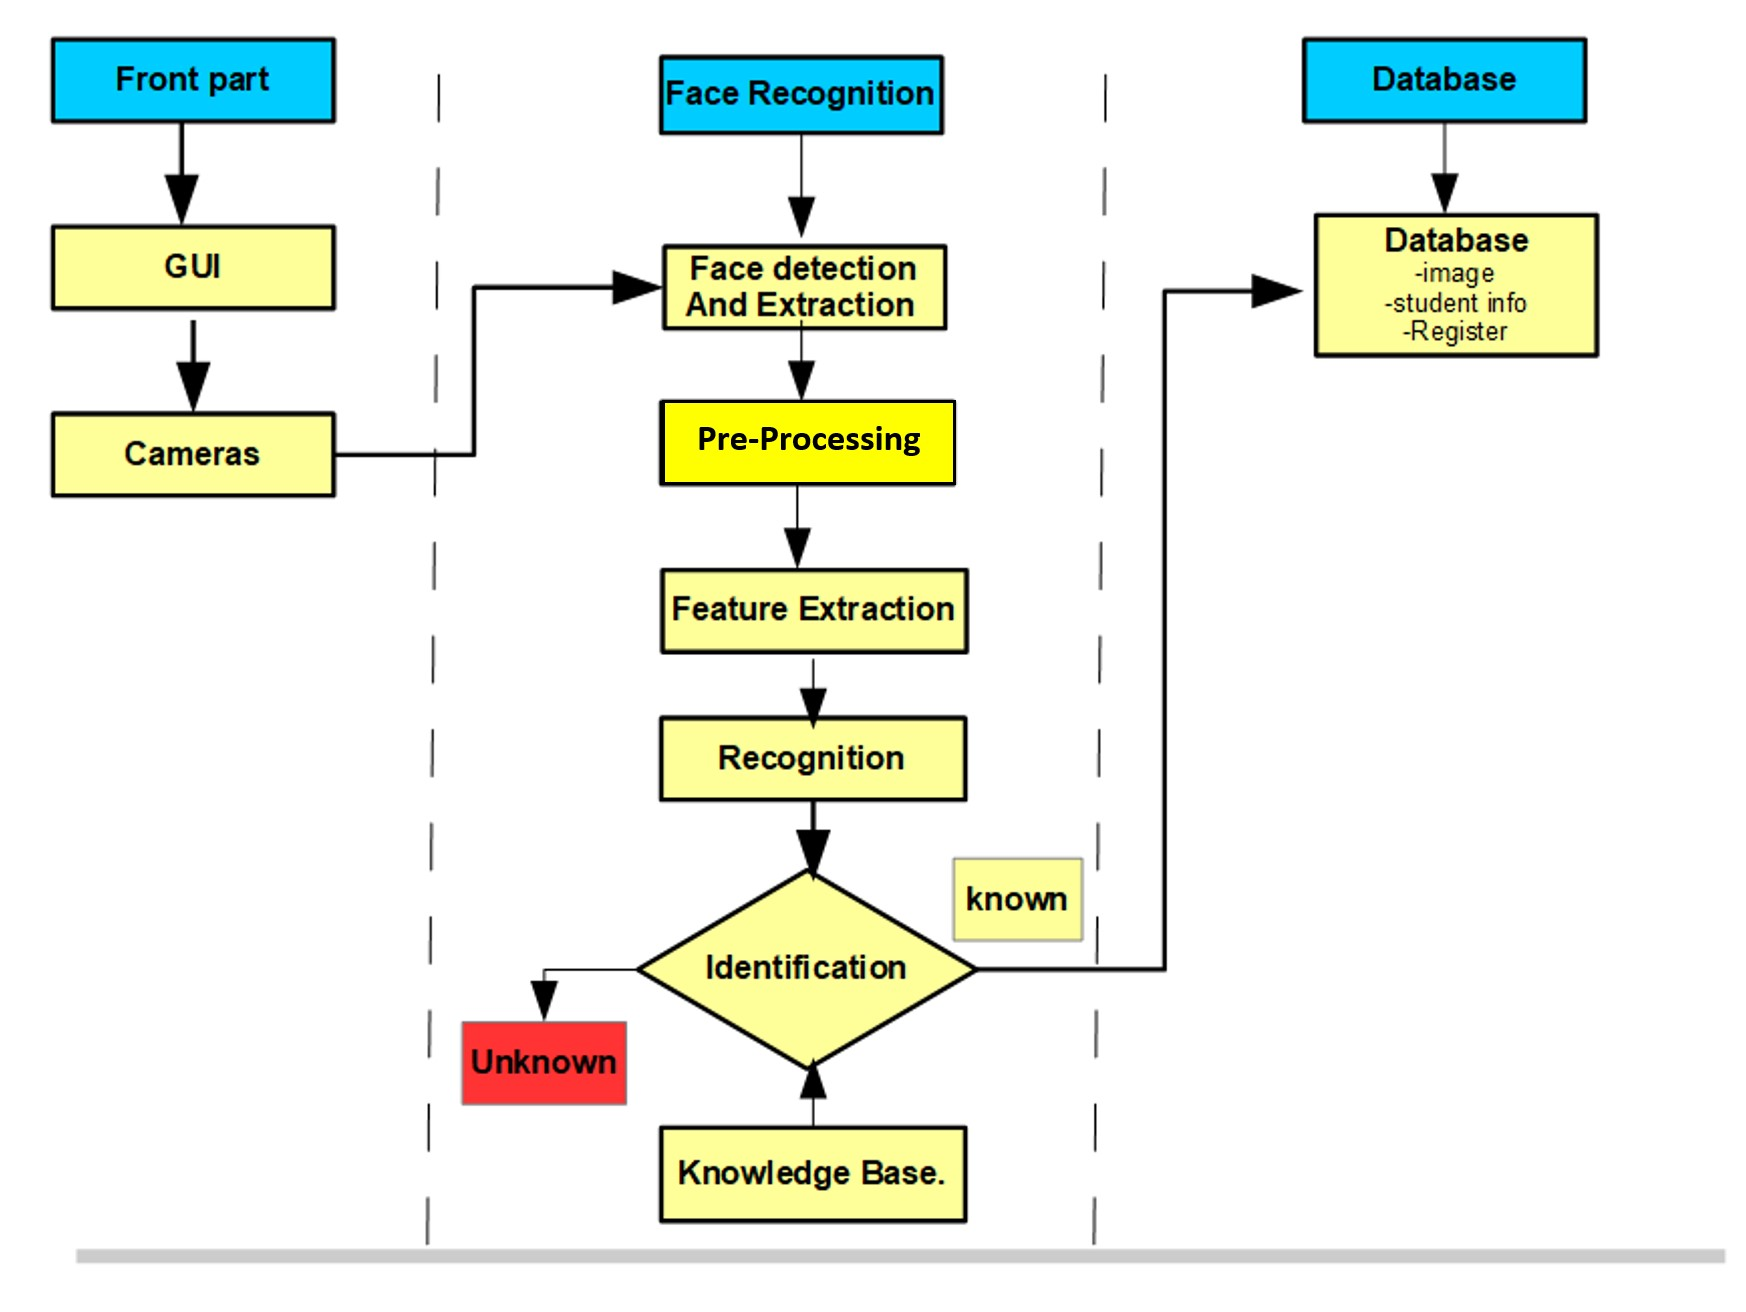 Front part
GUI
Cameras
Face Recognition
Face detection
And Extraction
Pre-Processing
Feature Extraction
Recognition
known
Identification
Unknown
Knowledge Base.
Database
Database
-image
-student info
-Register